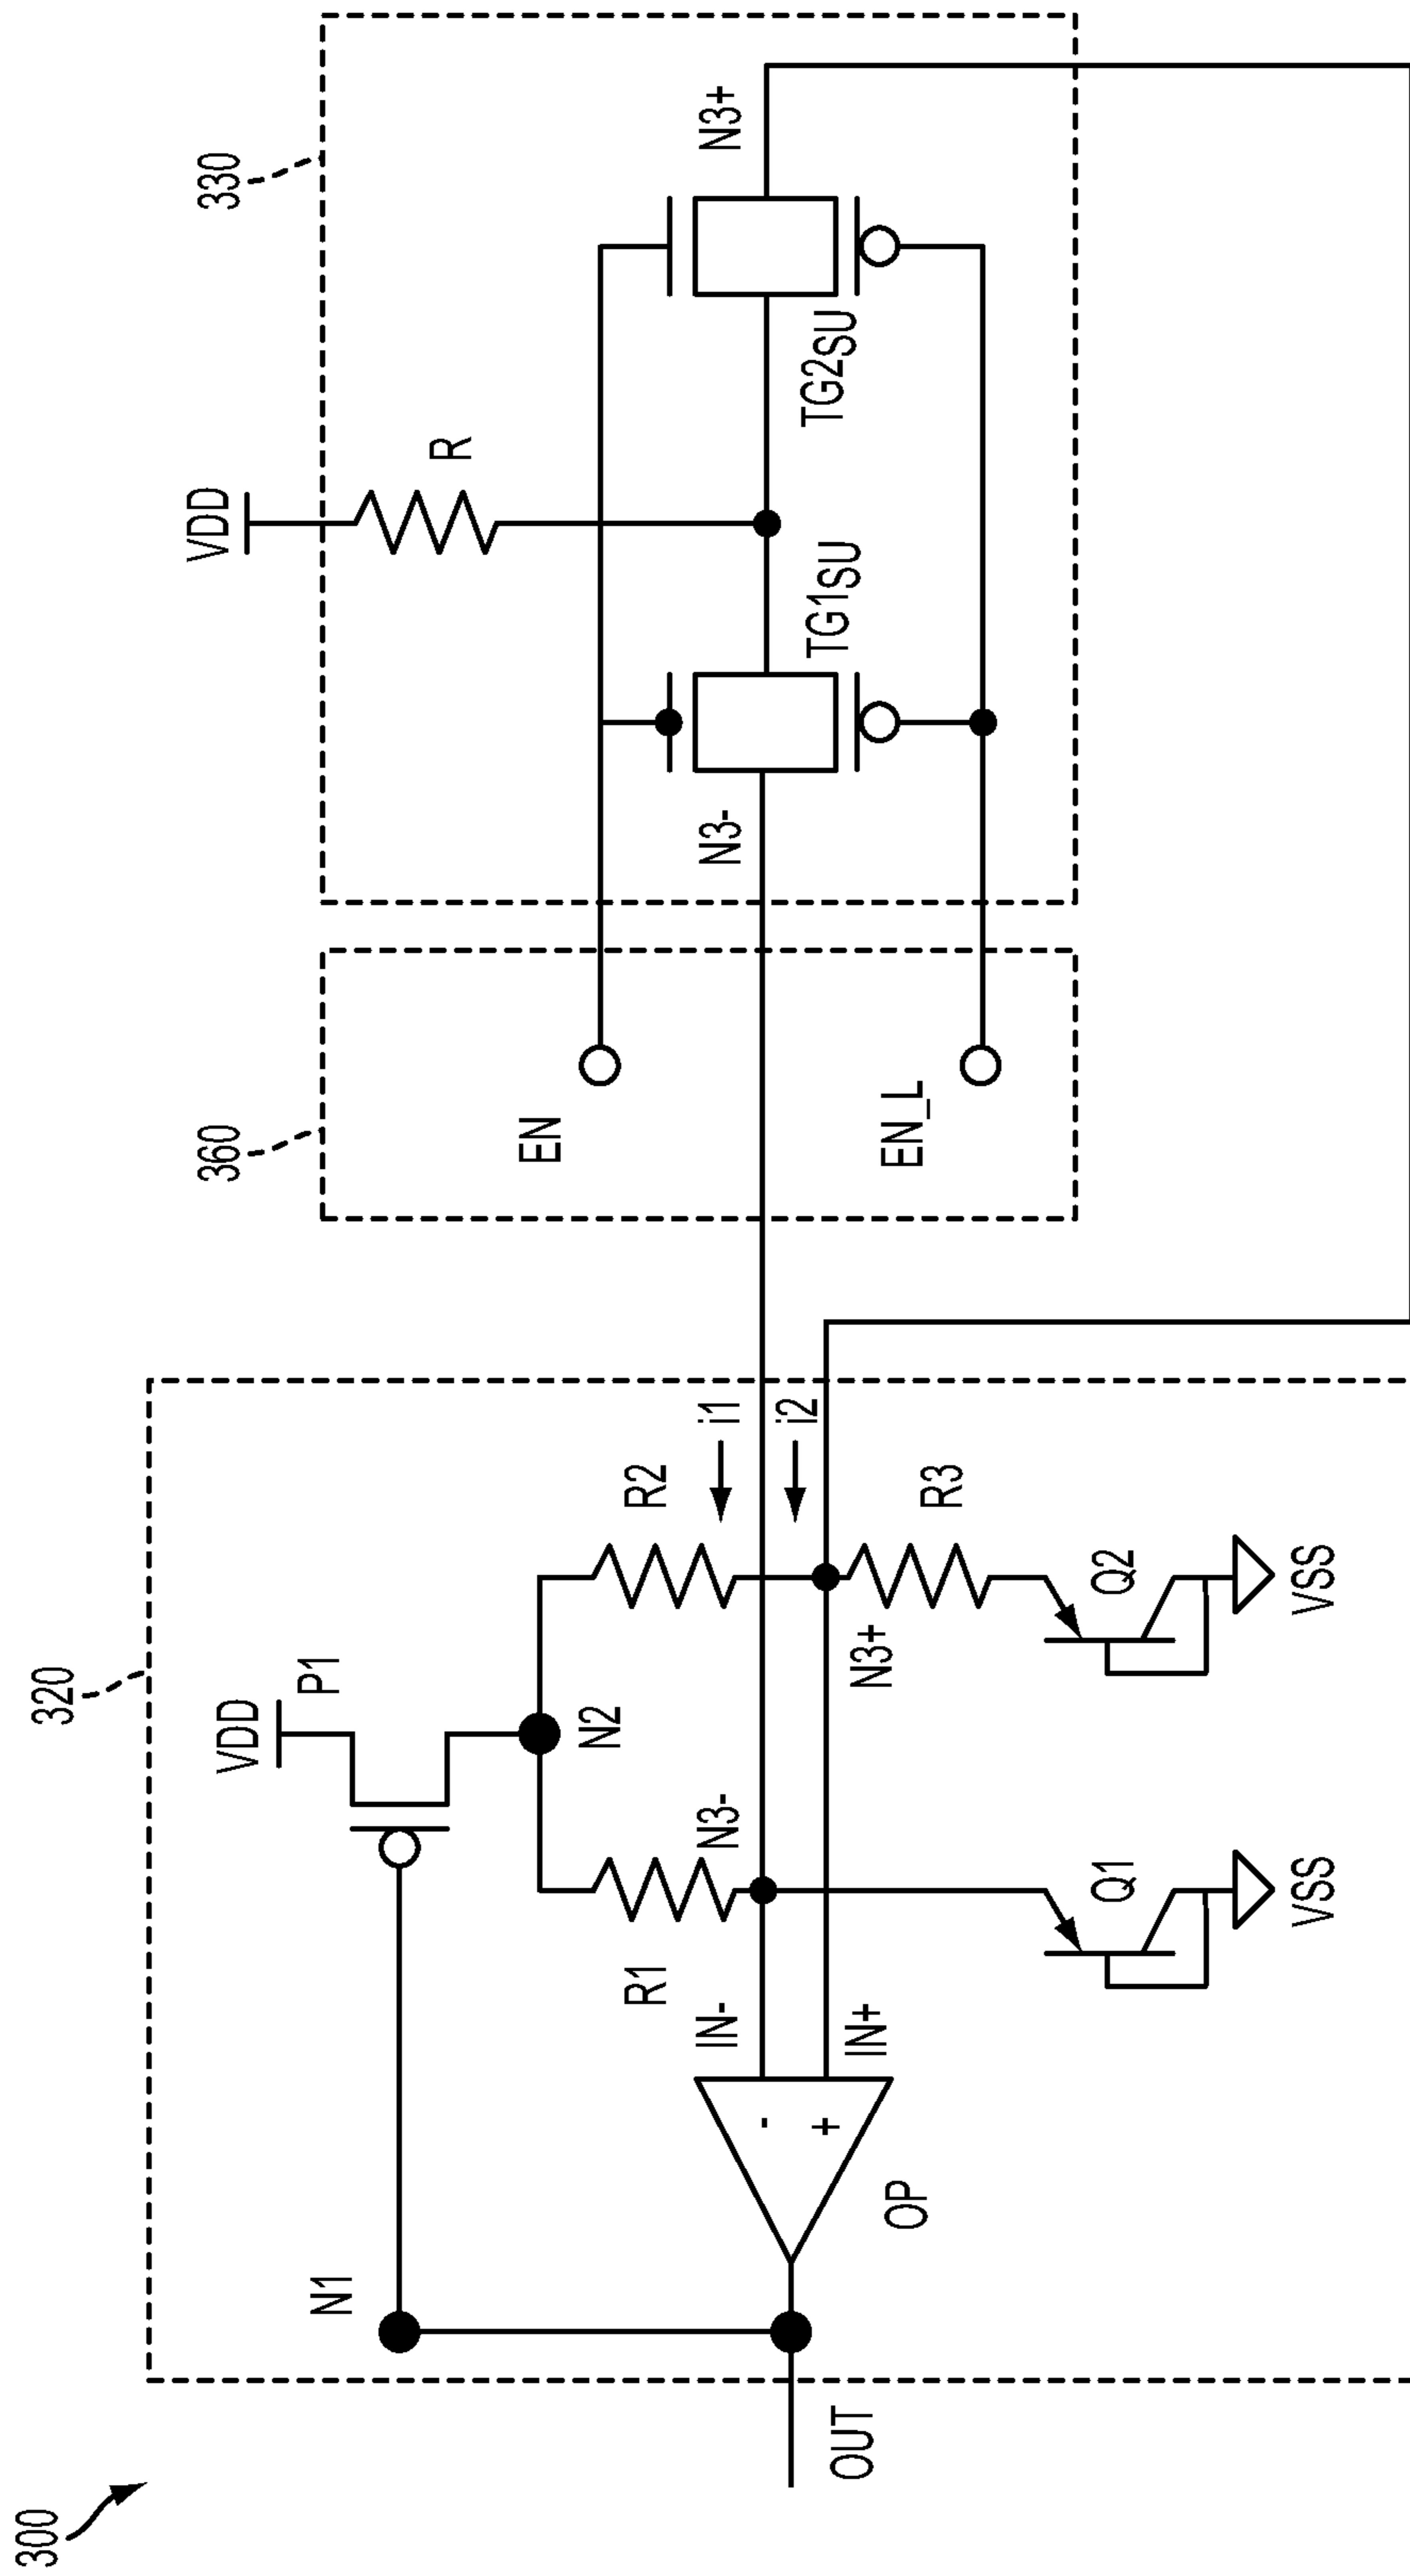 300
320
360
330
VDD
P1
N1
N2
R1
R2
N3-
IN-
i1
i2
IN+
N3+
R3
OP
-
+
OUT
Q1
Q2
VSS
VSS
EN
EN_L
VDD
R
N3-
N3+
TG1SU
TG2SU